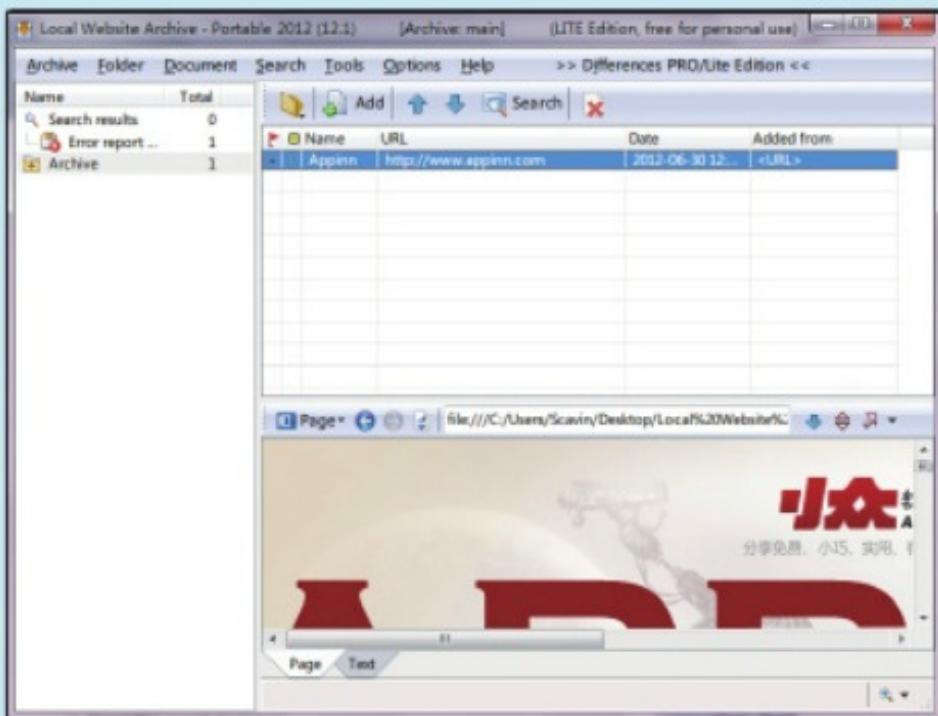 Local Website Archive - Portable 2012 (12.1) [Archive: main] (LITE Edition, free for personal use)
Archive Folder Document Search Tools Options Help >> Differences PRO/Lite Edition <<
Name Total
Search results 0
Error report ... 1
Archive 1
Add Search
Name URL Date Added from
Appinn http://www.appinn.com 2012-06-30 12:... <URL>
Page file:///C:/Users/Scavin/Desktop/Local%20Website%
小众
A
分享免费、小巧、实用、
APP
Page Text